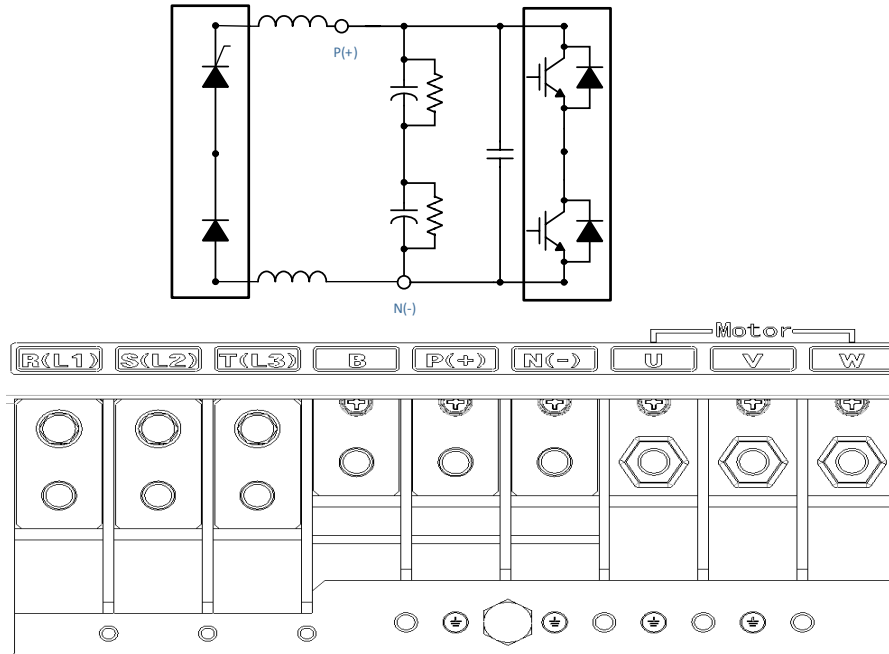 P(+)
N(-)
Motor
R(L1) S(L2) T(L3) B P(+) N(-) U V W